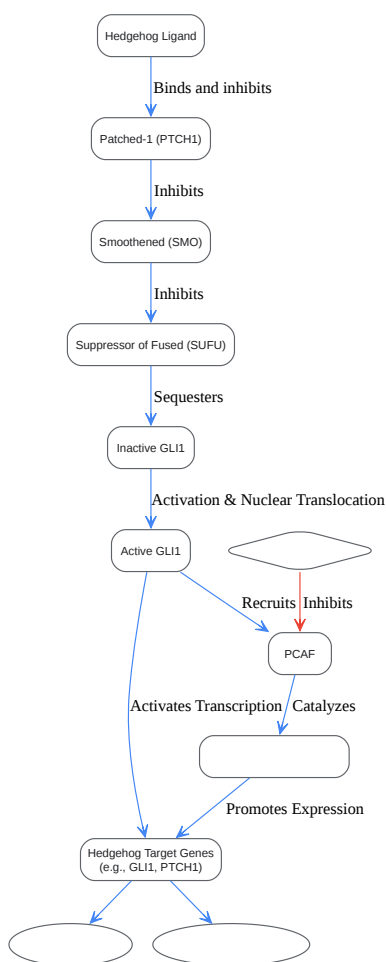 Hedgehog Ligand
Binds and inhibits
Patched-1 (PTCH1)
Inhibits
Smoothened (SMO)
Inhibits
Suppressor of Fused (SUFU)
Sequesters
Inactive GLI1
Activation & Nuclear Translocation
Active GLI1
Recruits
Inhibits
PCAF
Activates Transcription
Catalyzes
Promotes Expression
Hedgehog Target Genes
(e.g., GLI1, PTCH1)